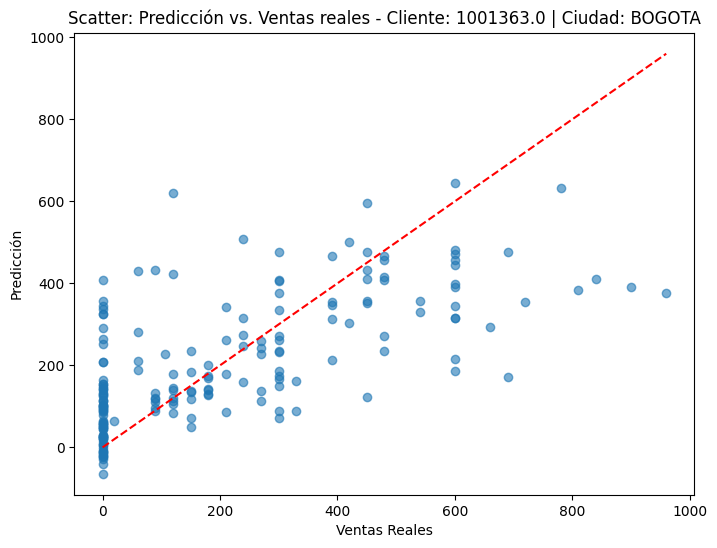 Scatter: Predicción vs. Ventas reales - Cliente: 1001363.0 | Ciudad: BOGOTA
1000
800
600
400
200
0
Predicción
0 200 400 600 800 1000
Ventas Reales